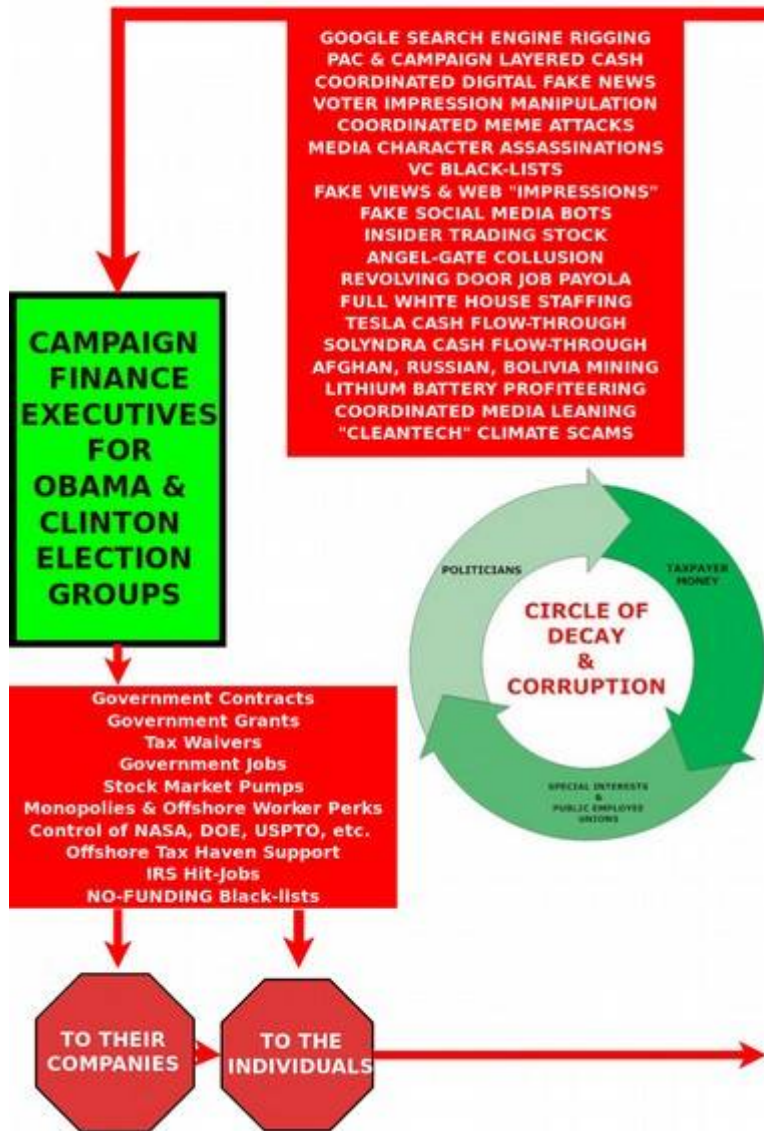 GOOGLE SEARCH ENGINE RIGGING
PAC & CAMPAIGN LAYERED CASH
COORDINATED DIGITAL FAKE NEWS
VOTER IMPRESSION MANIPULATION
COORDINATED MEME ATTACKS
MEDIA CHARACTER ASSASSINATIONS
VC BLACK-LISTS
FAKE VIEWS & WEB "IMPRESSIONS"
FAKE SOCIAL MEDIA BOTS
INSIDER TRADING STOCK
ANGEL-GATE COLLUSION
REVOLVING DOOR JOB PAYOLA
FULL WHITE HOUSE STAFFING
TESLA CASH FLOW-THROUGH
SOLYNDRA CASH FLOW-THROUGH
AFGHAN, RUSSIAN, BOLIVIA MINING
LITHIUM BATTERY PROFITEERING
COORDINATED MEDIA LEANING
"CLEANTECH" CLIMATE SCAMS
CAMPAIGN
FINANCE
EXECUTIVES
FOR
OBAMA &
CLINTON
ELECTION
GROUPS
POLITICIANS
TAXPAYER
MONEY
CIRCLE OF
DECAY
&
CORRUPTION
SPECIAL INTERESTS
&
PUBLIC EMPLOYEE
UNIONS
Government Contracts
Government Grants
Tax Waivers
Government Jobs
Stock Market Pumps
Monopolies & Offshore Worker Perks
Control of NASA, DOE, USPTO, etc.
Offshore Tax Haven Support
IRS Hit-Jobs
NO-FUNDING Black-lists
TO THEIR
COMPANIES
TO THE
INDIVIDUALS